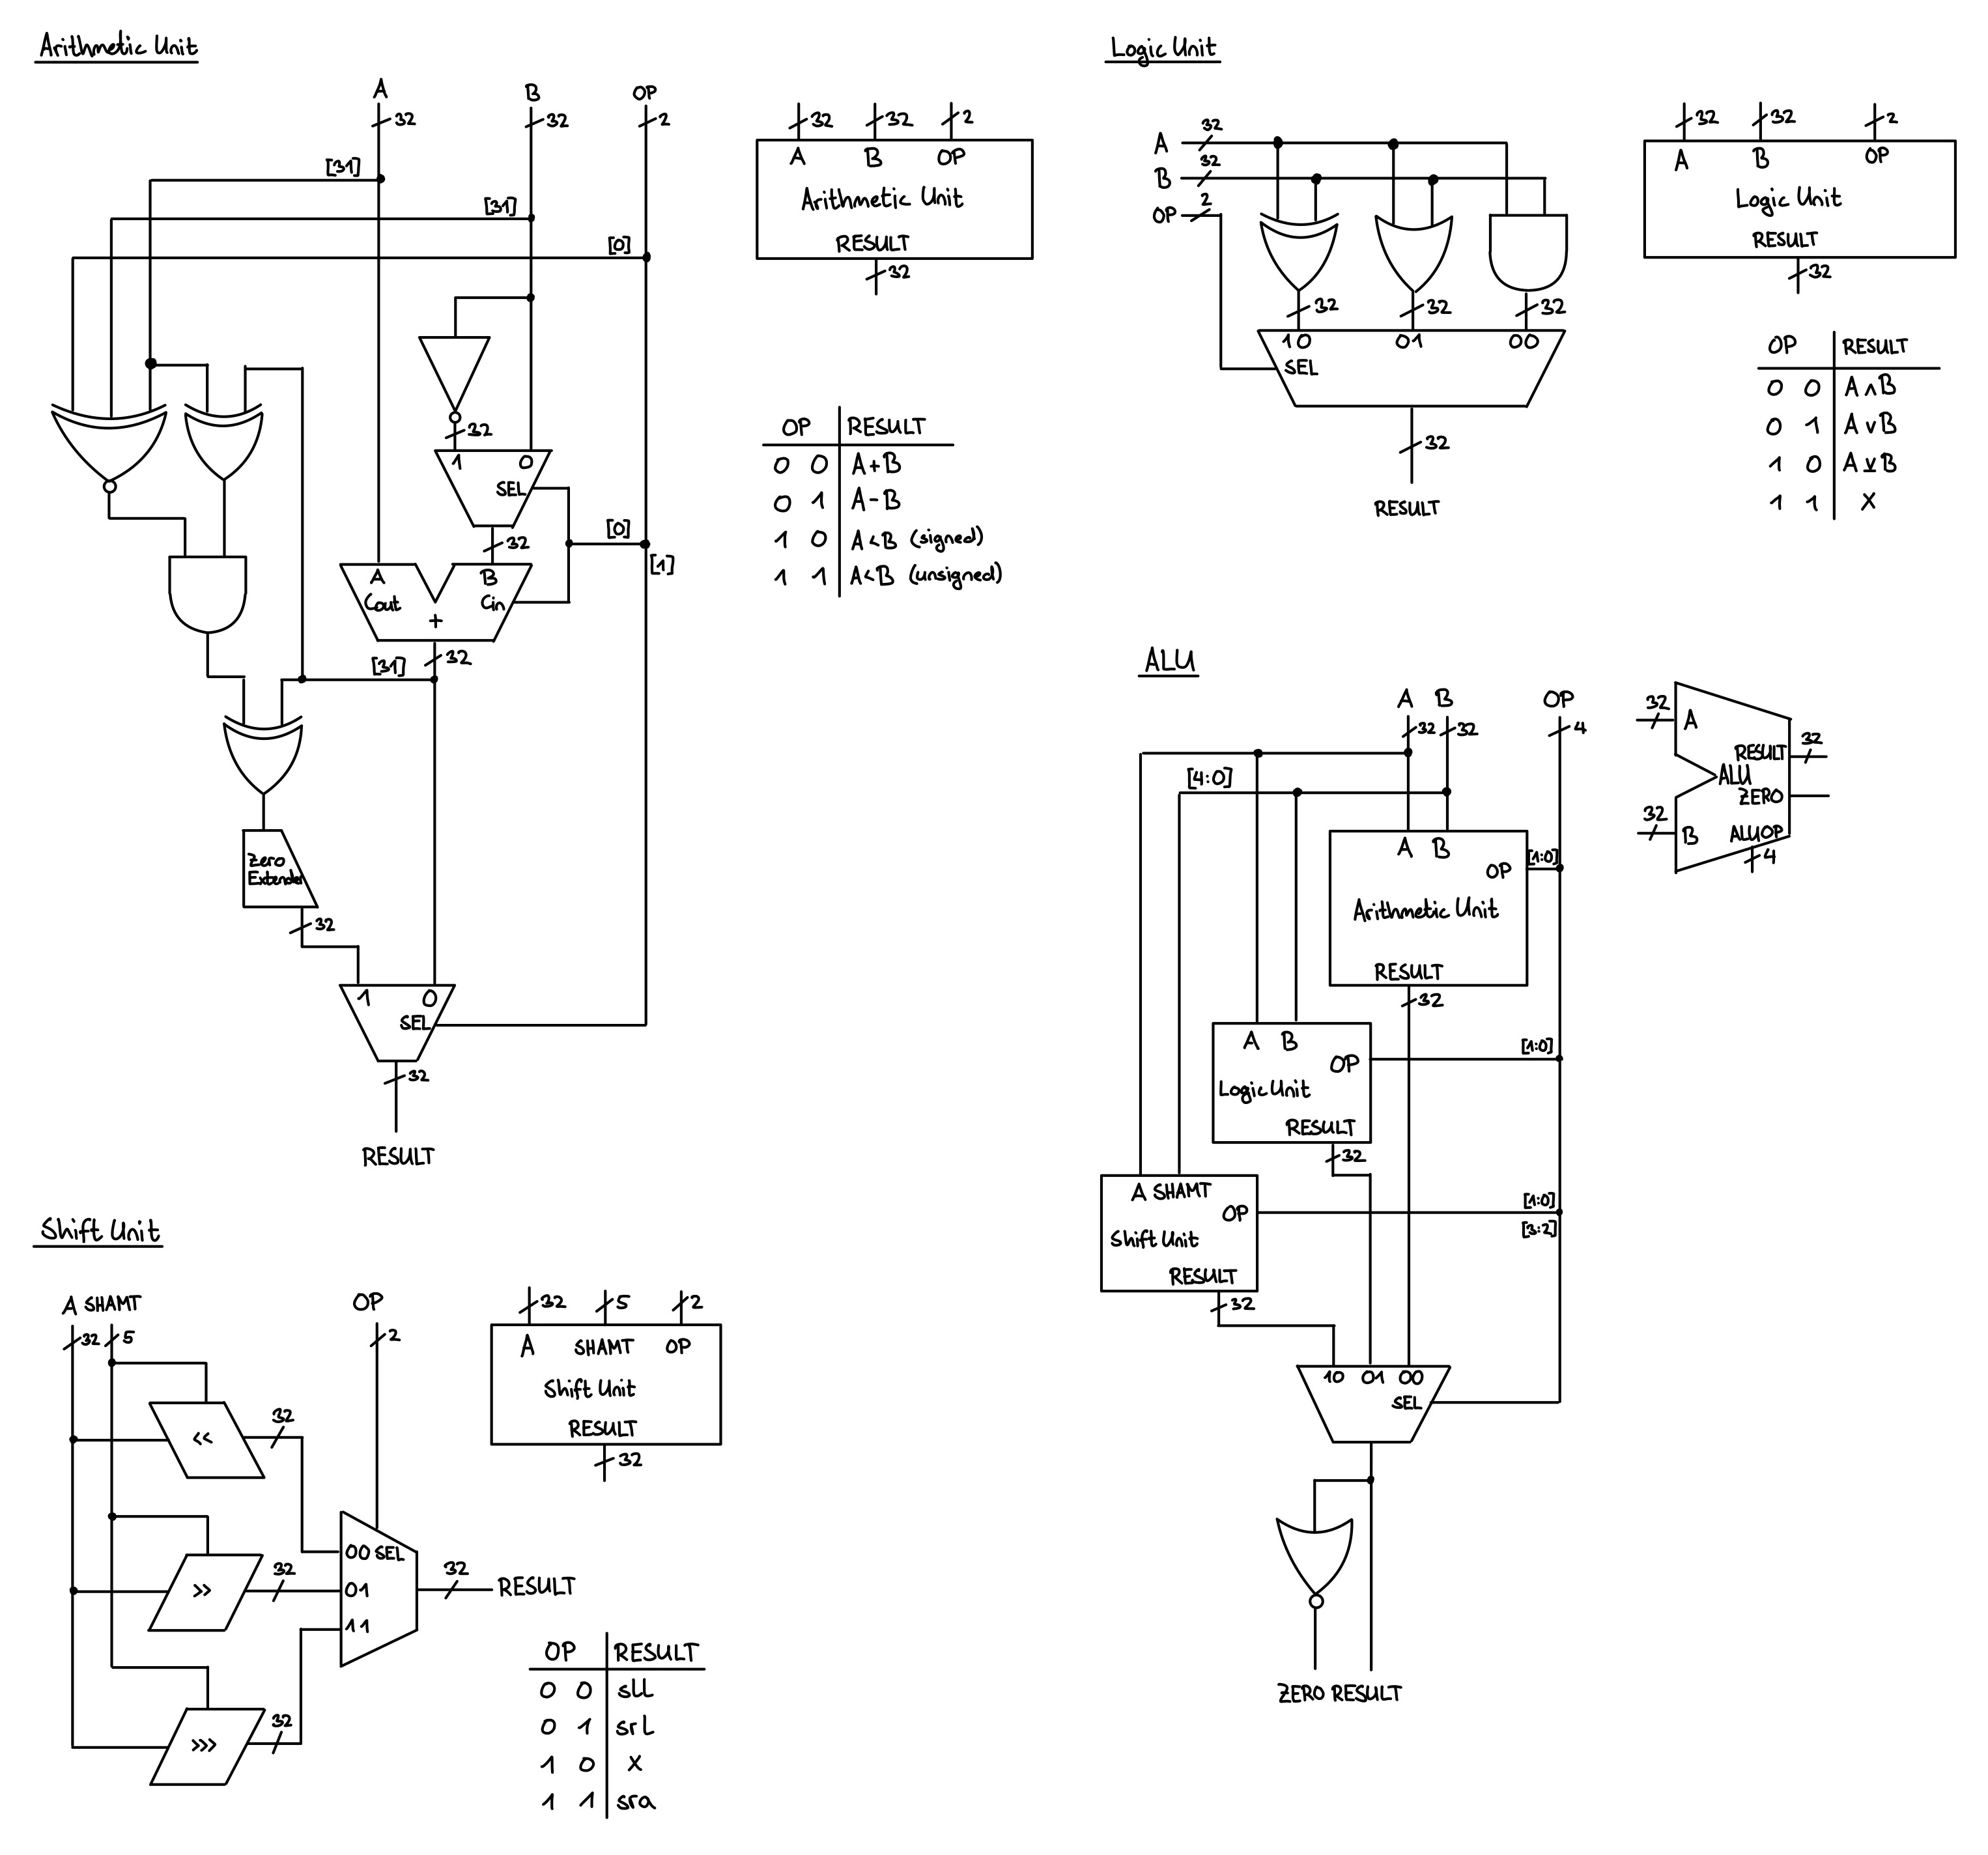 Arithmetic Unit
A
B
OP
32
32
2
[31]
[31]
[0]
32
1
0
SEL
32
[0]
[1]
A
B
Cout
Cin
+
[31]
32
Zero
Extender
32
1
0
SEL
32
RESULT
32
32
2
A
B
OP
Arithmetic Unit
RESULT
32
OP RESULT
0 0 A+B
0 1 A-B
1 0 A<B (signed)
1 1 A<B (unsigned)
Logic Unit
A 32
B 32
OP 2
32
32
32
10
01
00
SEL
32
RESULT
32
32
2
A
B
OP
Logic Unit
RESULT
32
OP RESULT
0 0 A∧B
0 1 A∨B
1 0 A⊻B
1 1 X
ALU
A B
OP
32
32
4
[4:0]
A B
OP
[1:0]
Arithmetic Unit
RESULT
32
A B
OP
[1:0]
Logic Unit
RESULT
32
A SHAMT
OP
[1:0]
[3:2]
Shift Unit
RESULT
32
10 01 00
SEL
ZERO RESULT
32
A
RESULT
32
ALU
ZERO
32
B
ALUOP
4
Shift Unit
A SHAMT
OP
32
5
2
<<
32
>>
32
>>>
32
00 SEL
01
11
32
RESULT
32
5
2
A
SHAMT
OP
Shift Unit
RESULT
32
OP RESULT
0 0 sll
0 1 srl
1 0 X
1 1 sra